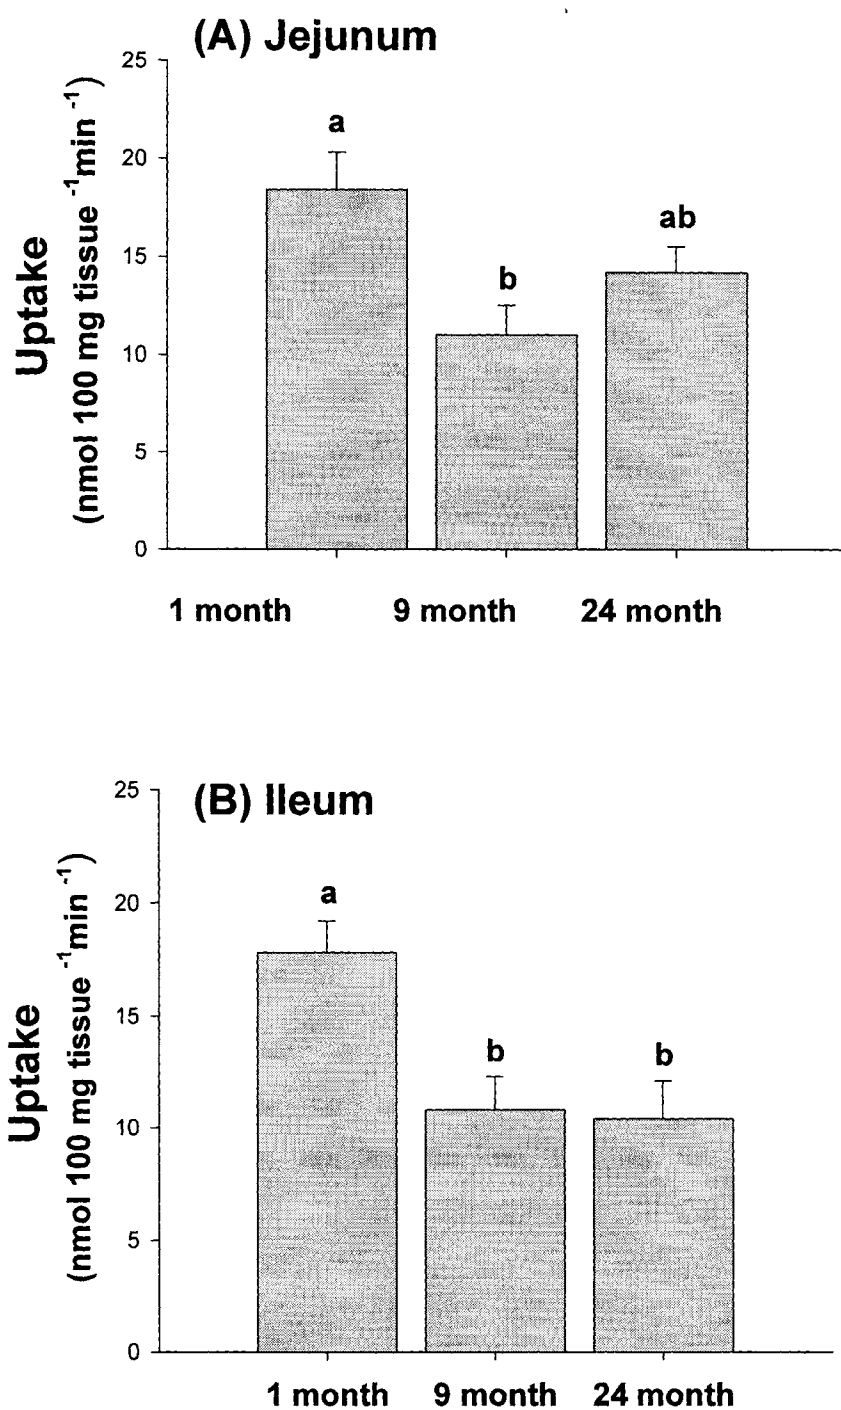 (A) Jejunum
25
20
15
10
5
0
Uptake
(nmol 100 mg tissue -1min -1)
a
b
ab
1 month 9 month 24 month
(B) Ileum
25
20
15
10
5
0
Uptake
(nmol 100 mg tissue -1min -1)
a
b
b
1 month 9 month 24 month